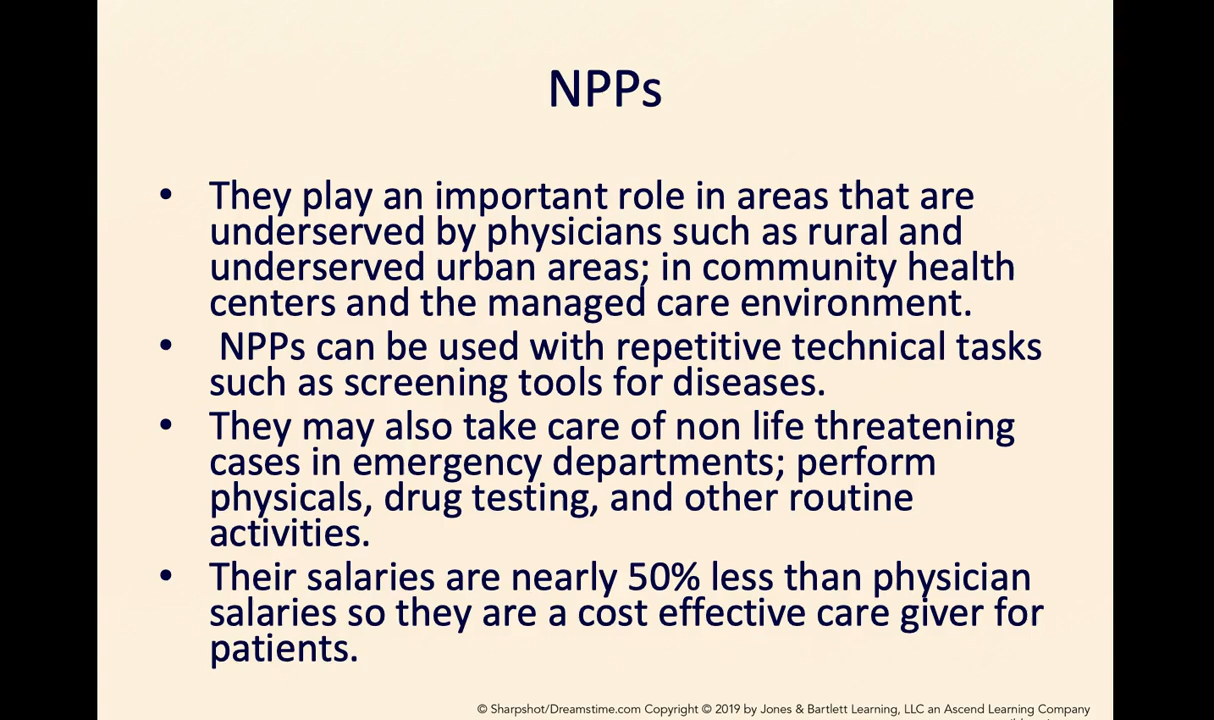 NPPs
• They play an important role in areas that are
underserved by physicians such as rural and
underserved urban areas; in community health
centers and the managed care environment.
• NPPs can be used with repetitive technical tasks
such as screening tools for diseases.
• They may also take care of non life threatening
cases in emergency departments; perform
physicals, drug testing, and other routine
activities.
• Their salaries are nearly 50% less than physician
salaries so they are a cost effective care giver for
patients.
© Sharpshot/Dreamstime.com Copyright © 2019 by Jones & Bartlett Learning, LLC an Ascend Learning Company